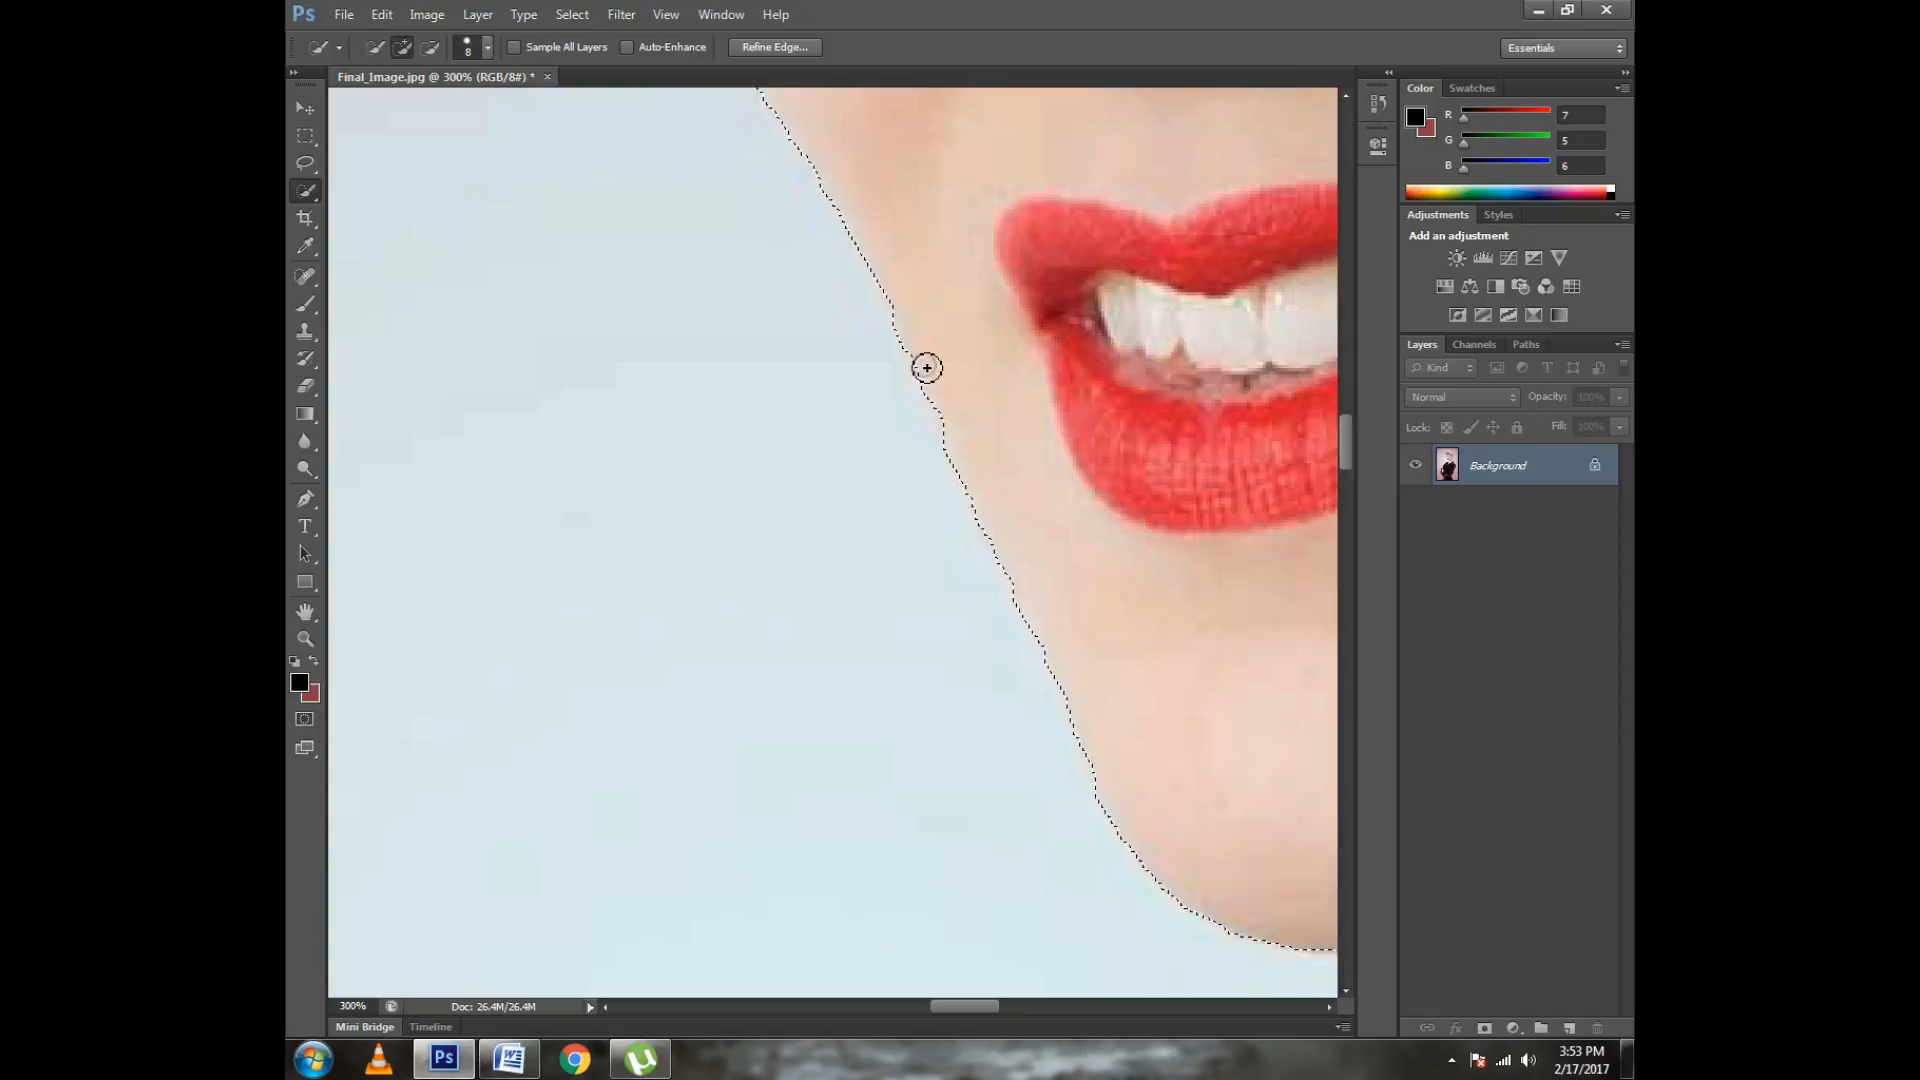 Ps File Edit Image Layer Type Select Filter View Window Help
8 Sample All Layers Auto-Enhance Refine Edge... Essentials
Final_Image.jpg @ 300% (RGB/8#) * ×
Color Swatches
R 7
G 5
B 6
Adjustments Styles
Add an adjustment
Layers Channels Paths
Kind
Normal Opacity: 100%
Lock: Fill: 100%
Background
T
fx
300% Doc: 26.4M/26.4M
Mini Bridge Timeline
Ps
3:53 PM
2/17/2017